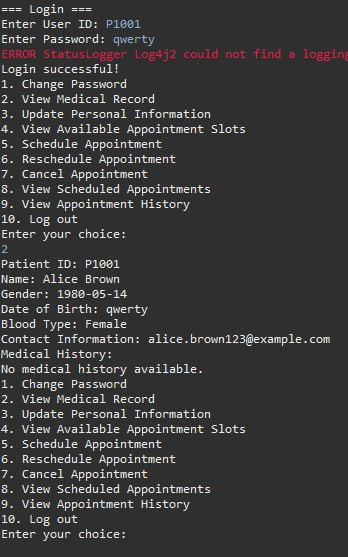 === Login ===
Enter User ID: P1001
Enter Password: qwerty
ERROR StatusLogger Log4j2 could not find a logging
Login successful!
1. Change Password
2. View Medical Record
3. Update Personal Information
4. View Available Appointment Slots
5. Schedule Appointment
6. Reschedule Appointment
7. Cancel Appointment
8. View Scheduled Appointments
9. View Appointment History
10. Log out
Enter your choice:
2
Patient ID: P1001
Name: Alice Brown
Gender: 1980-05-14
Date of Birth: qwerty
Blood Type: Female
Contact Information: alice.brown123@example.com
Medical History:
No medical history available.
1. Change Password
2. View Medical Record
3. Update Personal Information
4. View Available Appointment Slots
5. Schedule Appointment
6. Reschedule Appointment
7. Cancel Appointment
8. View Scheduled Appointments
9. View Appointment History
10. Log out
Enter your choice: